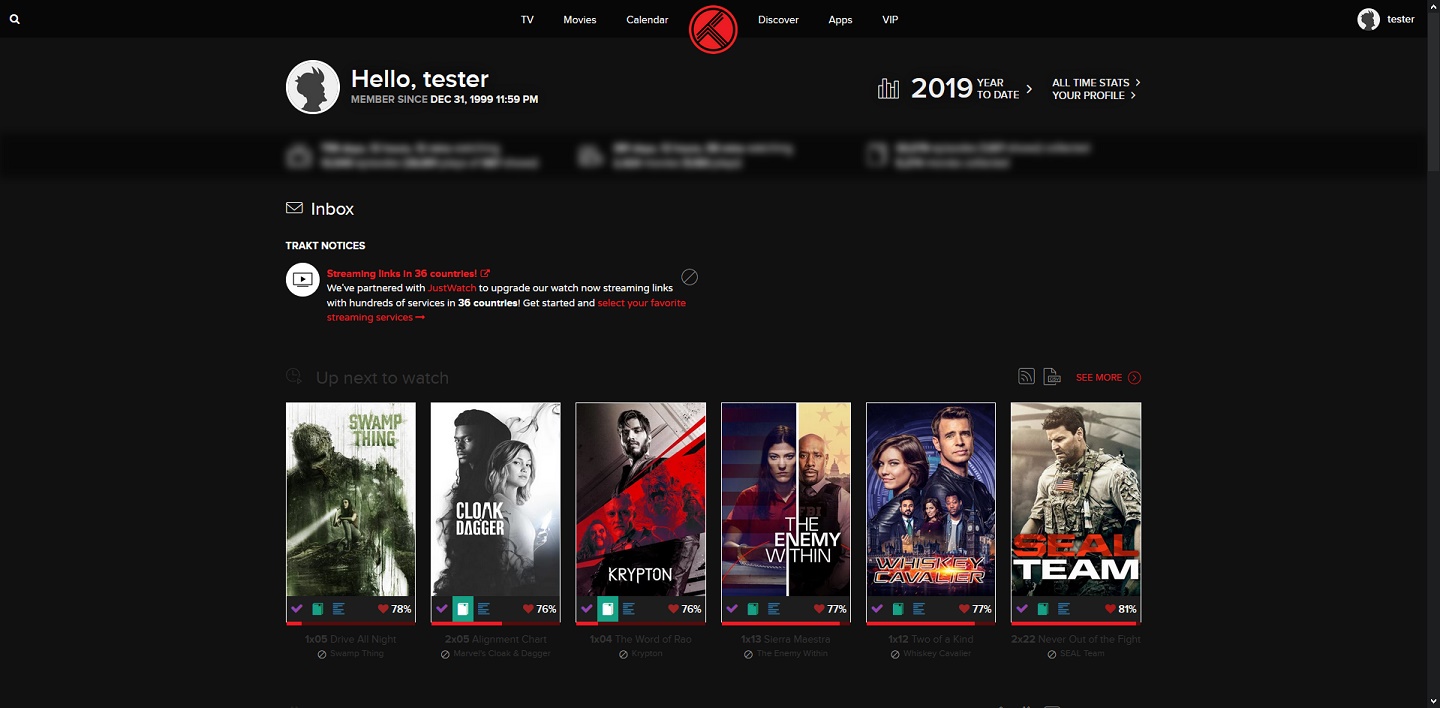 TV Movies Calendar Discover Apps VIP tester
Hello, tester
MEMBER SINCE DEC 31, 1999 11:59 PM
2019 YEAR
TO DATE
ALL TIME STATS
YOUR PROFILE
Inbox
TRAKT NOTICES
Streaming links in 36 countries!
We've partnered with JustWatch to upgrade our watch now streaming links
with hundreds of services in 36 countries! Get started and select your favorite
streaming services
Up next to watch
CSV
SEE MORE
SWAMP
THING
78%
1x05 Drive All Night
Swamp Thing
CLOAK
DAGGER
76%
2x05 Alignment Chart
Marvel's Cloak & Dagger
KRYPTON
76%
1x04 The Word of Rao
Krypton
FBI
THE
ENEMY
WITHIN
77%
1x13 Sierra Maestra
The Enemy Within
WHISKEY
CAVALIER
77%
1x12 Two of a Kind
Whiskey Cavalier
SEAL
TEAM
81%
2x22 Never Out of the Fight
SEAL Team